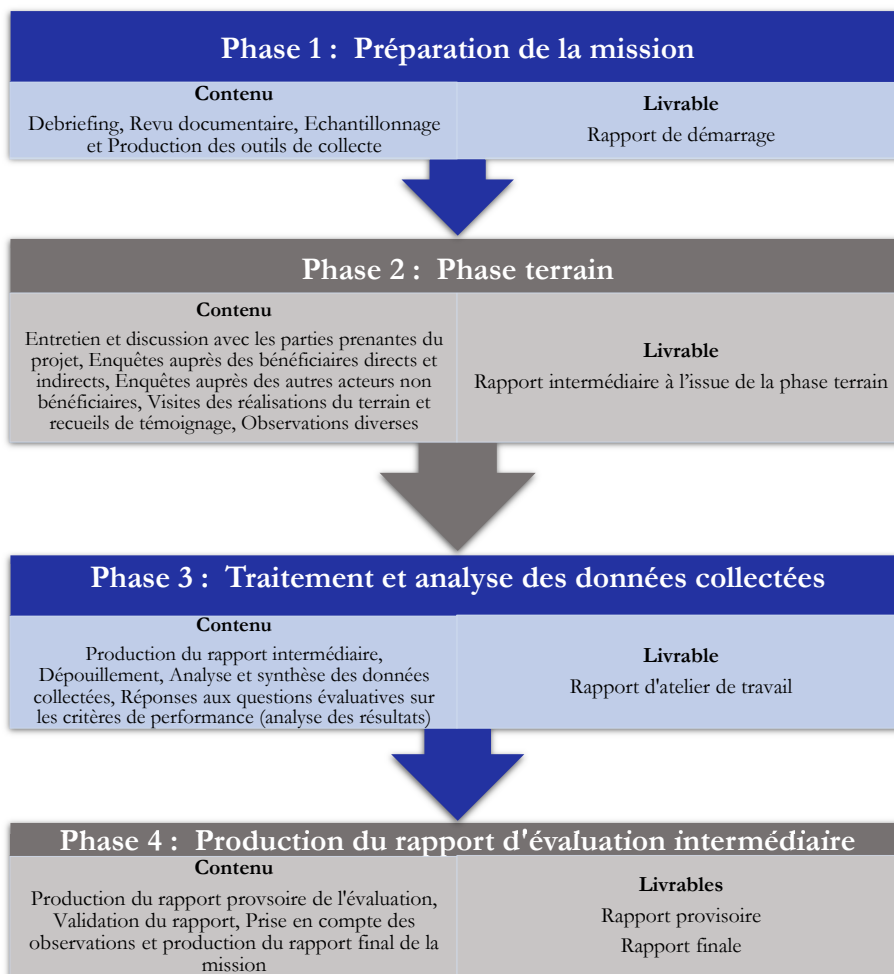 Phase 1 : Préparation de la mission
Contenu
Debriefing, Revu documentaire, Echantillonnage
et Production des outils de collecte
Livrable
Rapport de démarrage
Phase 2 : Phase terrain
Contenu
Entretien et discussion avec les parties prenantes du
projet, Enquêtes auprès des bénéficiaires directs et
indirects, Enquêtes auprès des autres acteurs non
bénéficiaires, Visites des réalisations du terrain et
recueils de témoignage, Observations diverses
Livrable
Rapport intermédiaire à l’issue de la phase terrain
Phase 3 : Traitement et analyse des données collectées
Contenu
Production du rapport intermédiaire,
Dépouillement, Analyse et synthèse des données
collectées, Réponses aux questions évaluatives sur
les critères de performance (analyse des résultats)
Livrable
Rapport d'atelier de travail
Phase 4 : Production du rapport d'évaluation intermédiaire
Contenu
Production du rapport provsoire de l'évaluation,
Validation du rapport, Prise en compte des
observations et production du rapport final de la
mission
Livrables
Rapport provisoire
Rapport finale